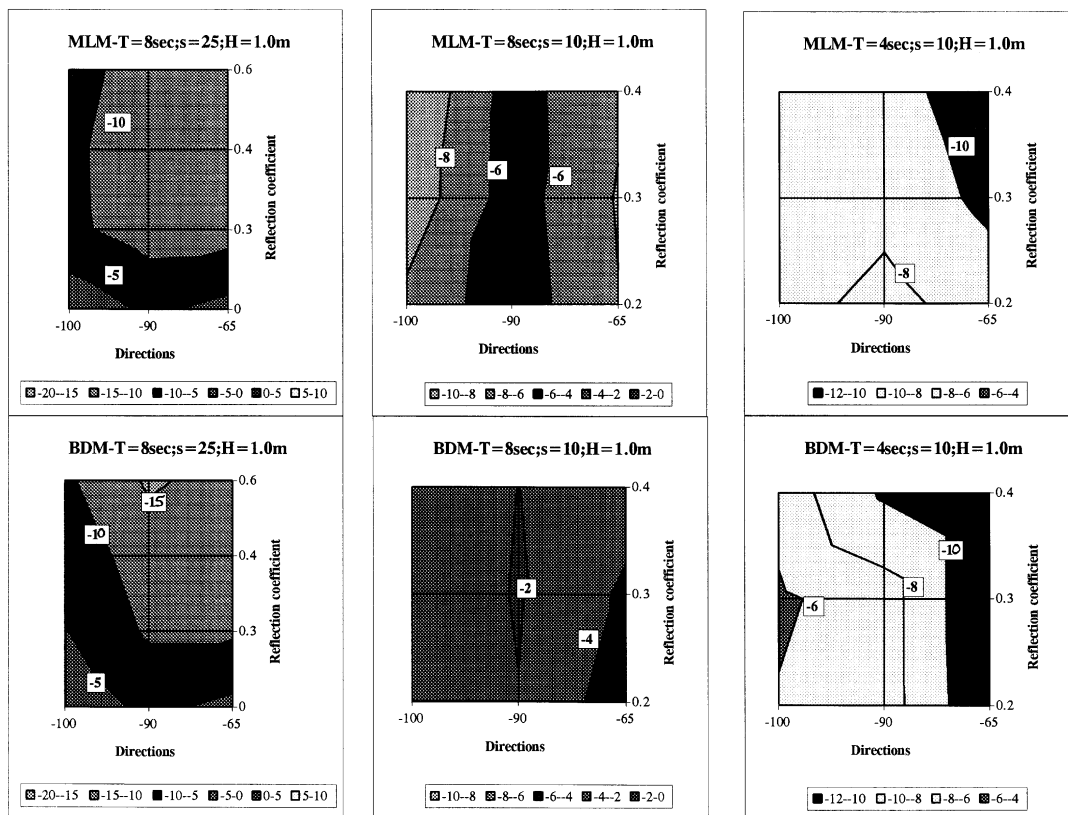 MLM-T=8sec;s=25;H=1.0m
0.6
-10
0.4
0.3
-5
0
-100
-90
-65
Reflection coefficient
Directions
-20--15 -15--10 -10--5 -5-0 0-5 5-10
MLM-T=8sec;s=10;H=1.0m
0.4
-8
-6
-6
0.3
0.2
-100
-90
-65
Reflection coefficient
Directions
-10--8 -8--6 -6--4 -4--2 -2-0
MLM-T=4sec;s=10;H=1.0m
0.4
-10
0.3
-8
0.2
-100
-90
-65
Reflection coefficient
Directions
-12--10 -10--8 -8--6 -6--4
BDM-T=8sec;s=25;H=1.0m
0.6
-15
-10
0.4
0.3
-5
0
-100
-90
-65
Reflection coefficient
Directions
-20--15 -15--10 -10--5 -5-0 0-5 5-10
BDM-T=8sec;s=10;H=1.0m
0.4
-2
0.3
-4
0.2
-100
-90
-65
Reflection coefficient
Directions
-10--8 -8--6 -6--4 -4--2 -2-0
BDM-T=4sec;s=10;H=1.0m
0.4
-10
-8
-6
0.3
0.2
-100
-90
-65
Reflection coefficient
Directions
-12--10 -10--8 -8--6 -6--4